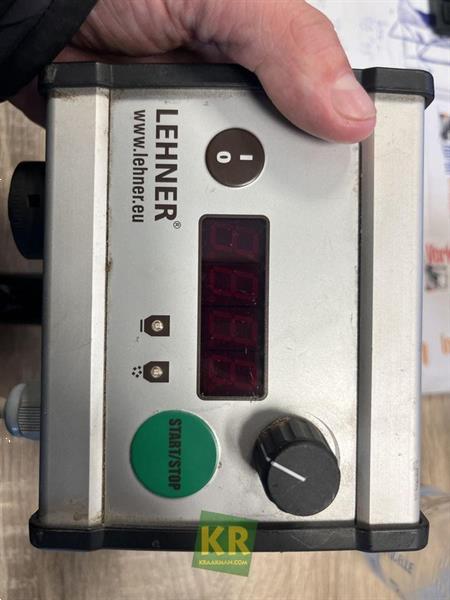 LEHNER®
www.lehner.eu
I
0
START/STOP
KR
KRAAKMAN.COM